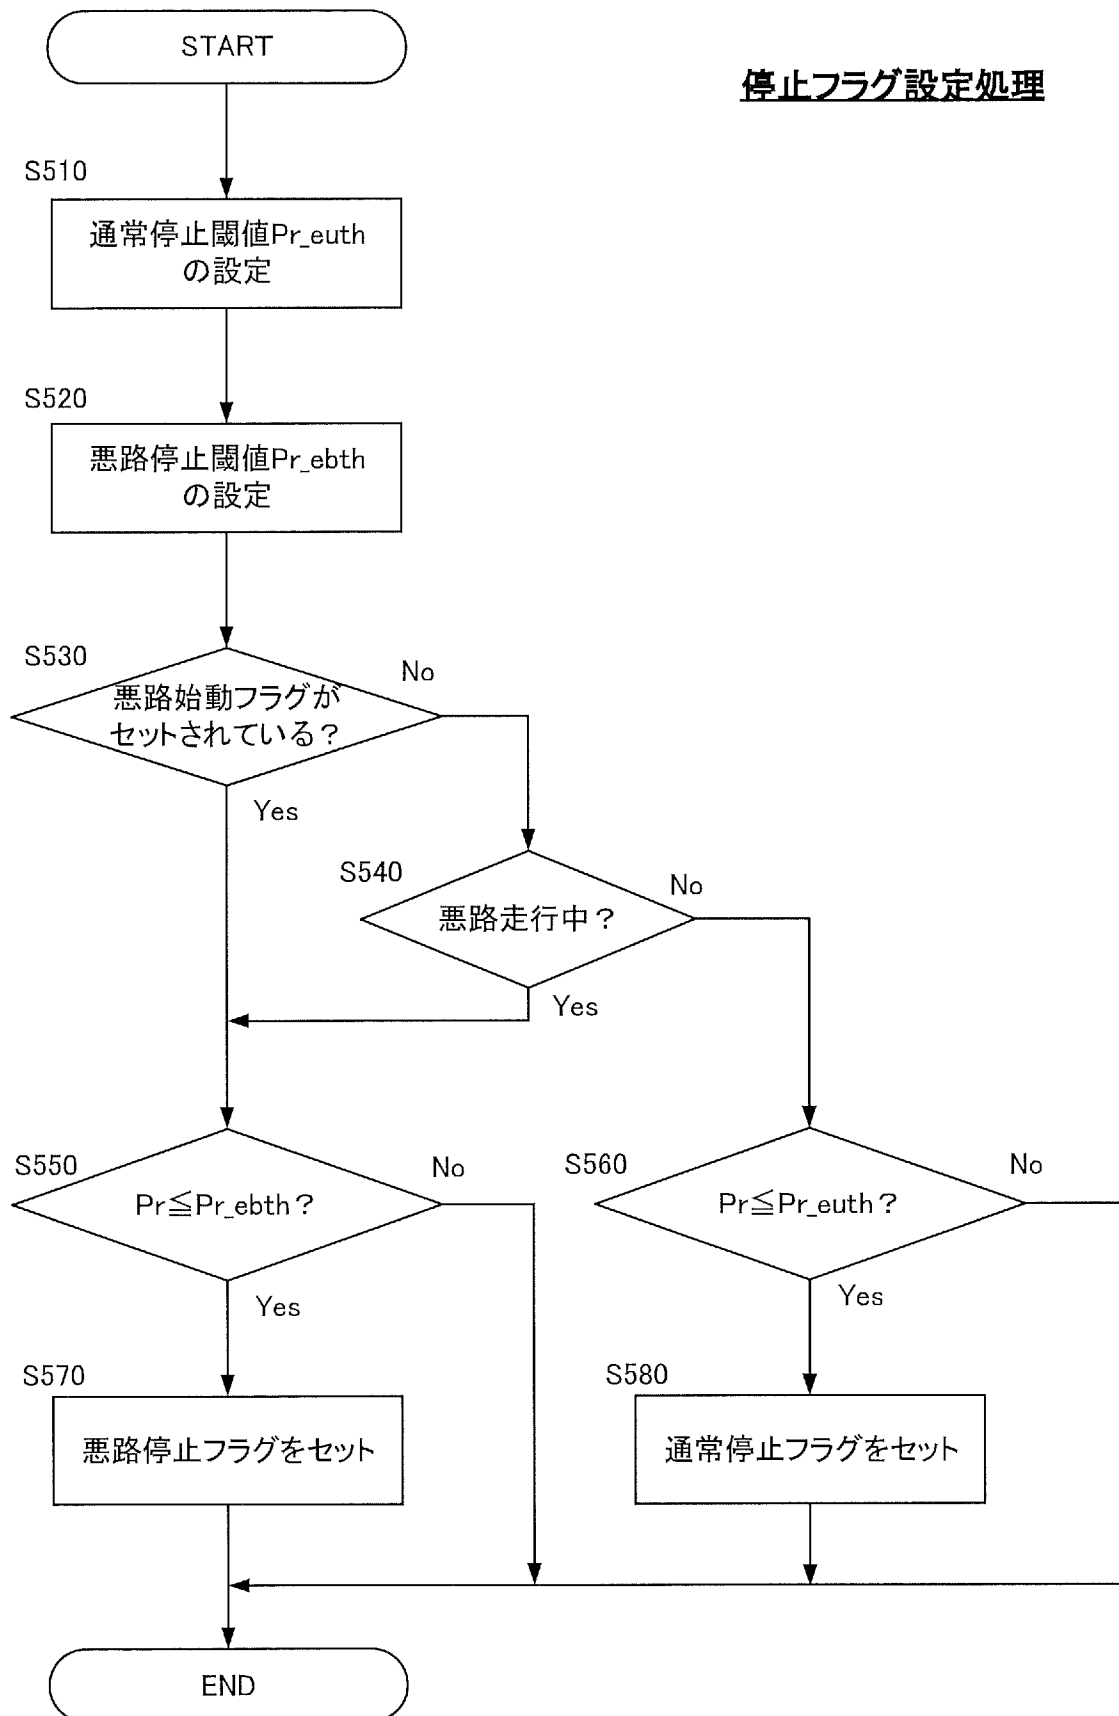 START
停止フラグ設定処理
S510
通常停止閾値Pr_euth
の設定
S520
悪路停止閾値Pr_ebth
の設定
S530
No
悪路始動フラグが
セットされている？
Yes
S540
No
悪路走行中？
Yes
S550
No
Pr≦Pr_ebth？
Yes
S560
No
Pr≦Pr_euth？
Yes
S570
悪路停止フラグをセット
S580
通常停止フラグをセット
END